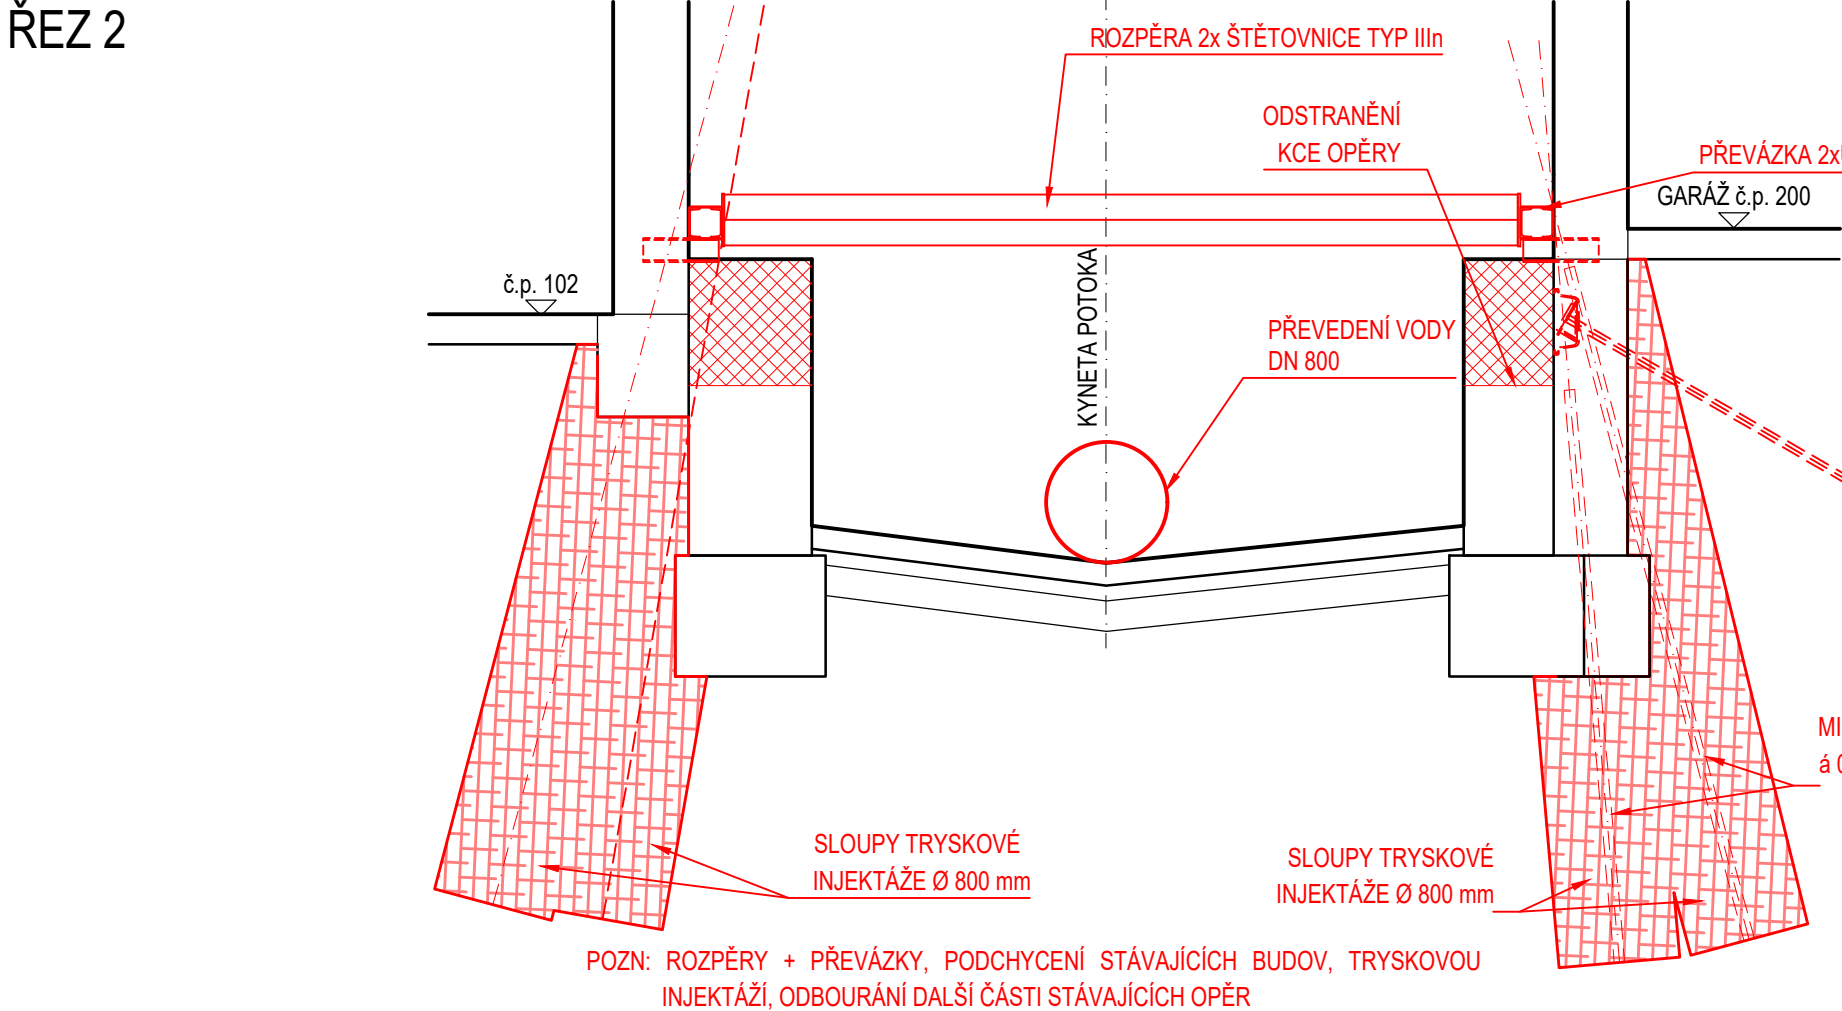 ŘEZ 2
ROZPĚRA 2x ŠTĚTOVNICE TYP IIIn
ODSTRANĚNÍ
KCE OPĚRY
PŘEVÁZKA 2x
GARÁŽ č.p. 200
č.p. 102
KYNETA POTOKA
PŘEVEDENÍ VODY
DN 800
MI
á 0
SLOUPY TRYSKOVÉ
INJEKTÁŽE Ø 800 mm
SLOUPY TRYSKOVÉ
INJEKTÁŽE Ø 800 mm
POZN: ROZPĚRY + PŘEVÁZKY, PODCHYCENÍ STÁVAJÍCÍCH BUDOV, TRYSKOVOU
INJEKTÁŽÍ, ODBOURÁNÍ DALŠÍ ČÁSTI STÁVAJÍCÍCH OPĚR